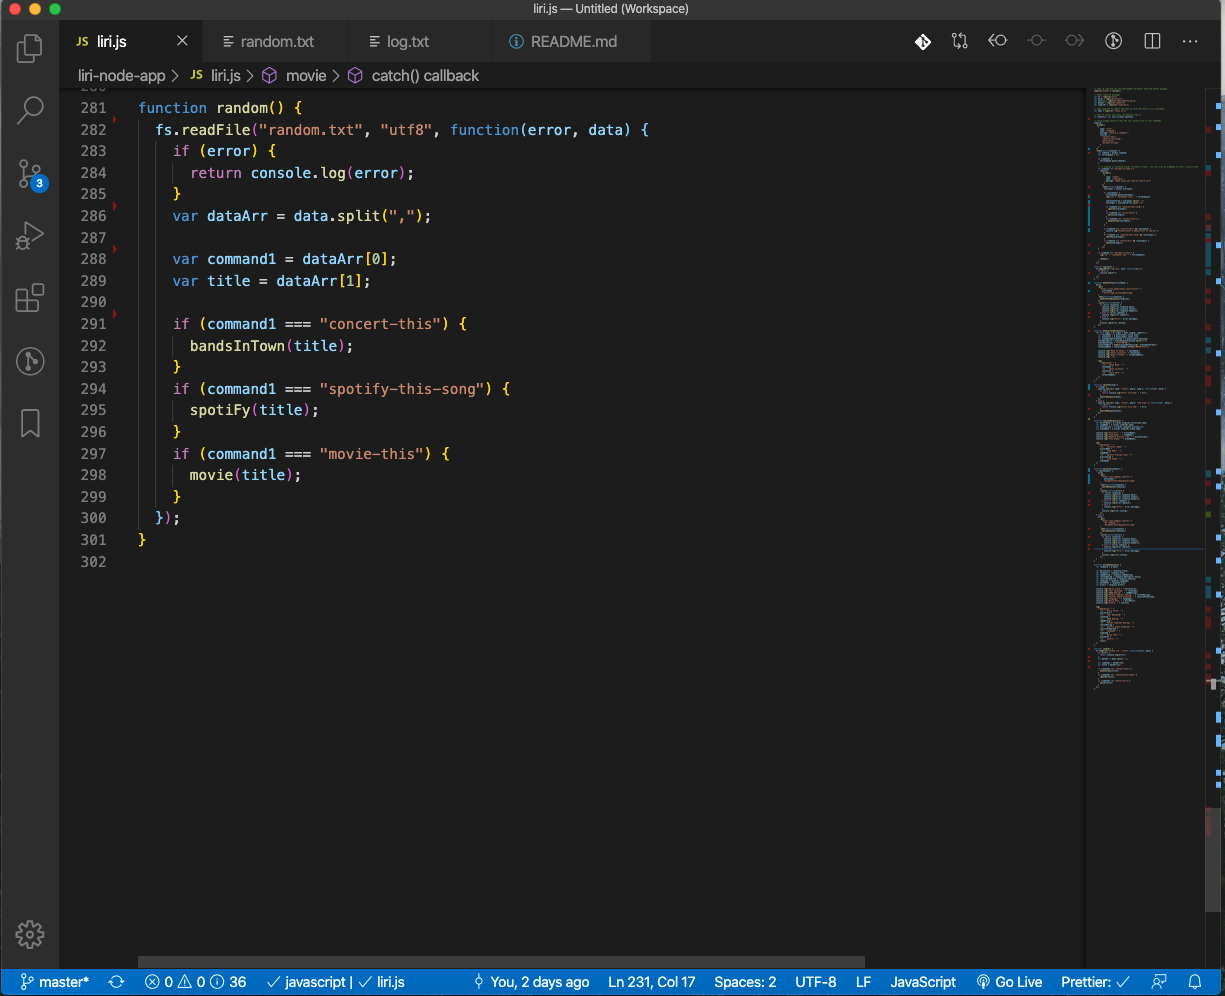 liri.js — Untitled (Workspace)
JS liri.js
random.txt
log.txt
README.md
liri-node-app > JS liri.js > movie > catch() callback
281 function random() {
282 fs.readFile("random.txt", "utf8", function(error, data) {
283 if (error) {
284 return console.log(error);
285 }
286 var dataArr = data.split(",");
287
288 var command1 = dataArr[0];
289 var title = dataArr[1];
290
291 if (command1 === "concert-this") {
292 bandsInTown(title);
293 }
294 if (command1 === "spotify-this-song") {
295 spotiFy(title);
296 }
297 if (command1 === "movie-this") {
298 movie(title);
299 }
300 });
301 }
302
3
master* 0 0 36 javascript | liri.js You, 2 days ago Ln 231, Col 17 Spaces: 2 UTF-8 LF JavaScript Go Live Prettier: